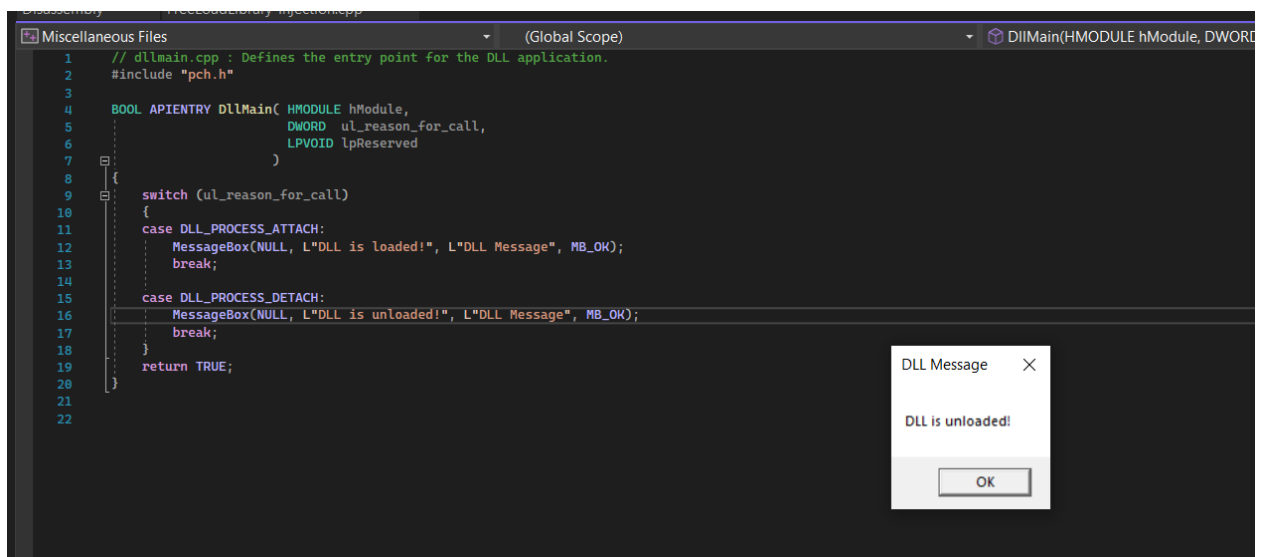 Disassembly FreeLoadLibrary-Injection.cpp
Miscellaneous Files (Global Scope) DllMain(HMODULE hModule, DWORD
1 // dllmain.cpp : Defines the entry point for the DLL application.
2 #include "pch.h"
3
4 BOOL APIENTRY DllMain( HMODULE hModule,
5 DWORD ul_reason_for_call,
6 LPVOID lpReserved
7 )
8 {
9 switch (ul_reason_for_call)
10 {
11 case DLL_PROCESS_ATTACH:
12 MessageBox(NULL, L"DLL is loaded!", L"DLL Message", MB_OK);
13 break;
14
15 case DLL_PROCESS_DETACH:
16 MessageBox(NULL, L"DLL is unloaded!", L"DLL Message", MB_OK);
17 break;
18 }
19 return TRUE;
20 }
21
22
DLL Message
DLL is unloaded!
OK